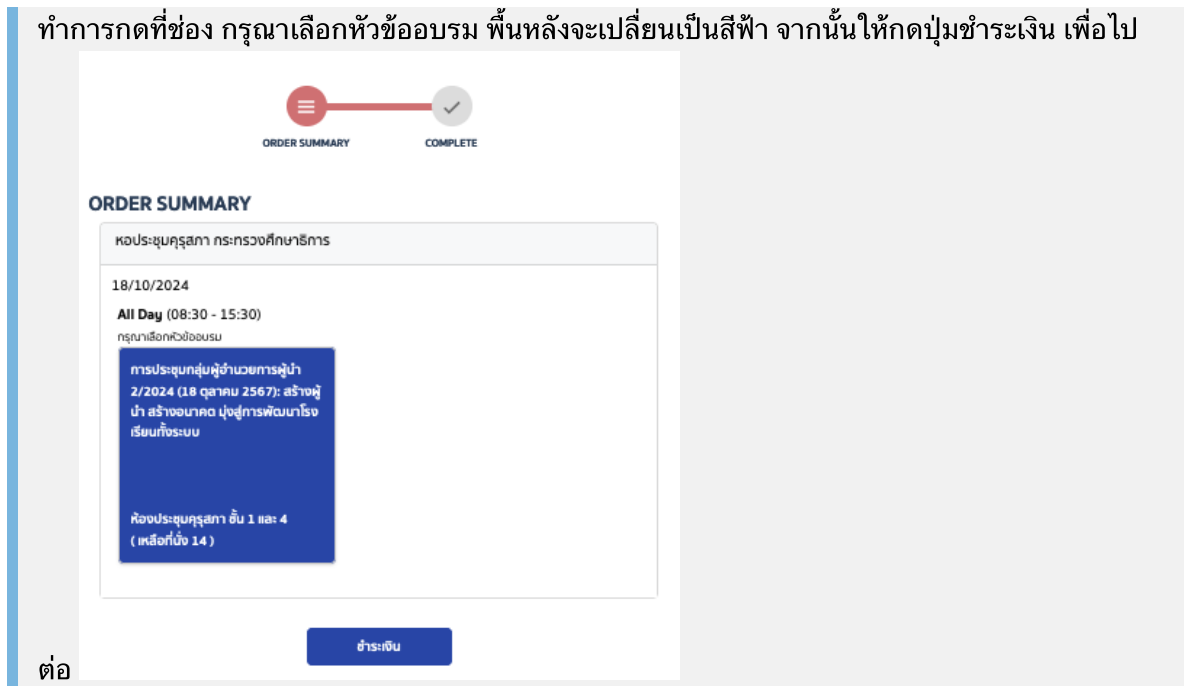 ทำการกดที่ช่อง กรุณาเลือกหัวข้ออบรม พื้นหลังจะเปลี่ยนเป็นสีฟ้า จากนั้นให้กดปุ่มชำระเงิน เพื่อไป
ORDER SUMMARY
COMPLETE
ORDER SUMMARY
หอประชุมคุรุสภา กระทรวงศึกษาธิการ
18/10/2024
All Day (08:30 - 15:30)
กรุณาเลือกหัวข้ออบรม
การประชุมกลุ่มผู้อำนวยการผู้นำ
2/2024 (18 ตุลาคม 2567): สร้างผู้
นำ สร้างอนาคต มุ่งสู่การพัฒนาโรง
เรียนทั้งระบบ
ห้องประชุมคุรุสภา ชั้น 1 และ 4
( เหลือที่นั่ง 14 )
ชำระเงิน
ต่อ